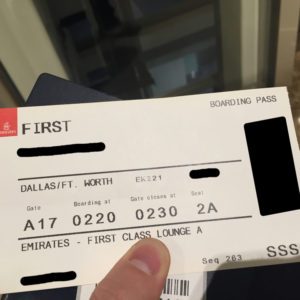 BOARDING PASS
FIRST
DALLAS/FT. WORTH EK221
Gate Boarding at Gate closes at Seat
A17 0220 0230 2A
EMIRATES - FIRST CLASS LOUNGE A
Seq 263 SSS